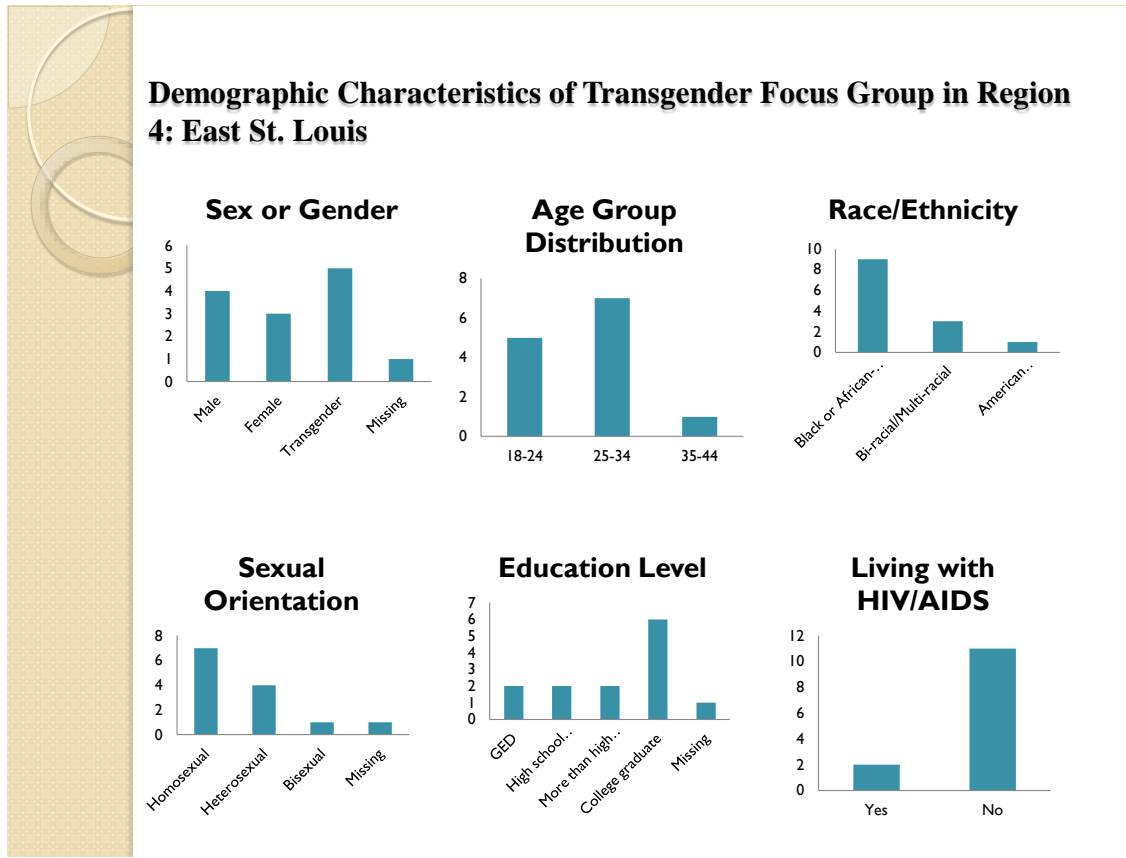 Demographic Characteristics of Transgender Focus Group in Region
4: East St. Louis
Sex or Gender
6
5
4
3
2
1
0
Male
Female
Transgender
Missing
Age Group
Distribution
8
6
4
2
0
18-24
25-34
35-44
Race/Ethnicity
10
8
6
4
2
0
Black or African-..
Bi-racial/Multi-racial
American..
Sexual
Orientation
8
6
4
2
0
Homosexual
Heterosexual
Bisexual
Missing
Education Level
7
6
5
4
3
2
1
0
GED
High school..
More than high..
College graduate
Missing
Living with
HIV/AIDS
12
10
8
6
4
2
0
Yes
No